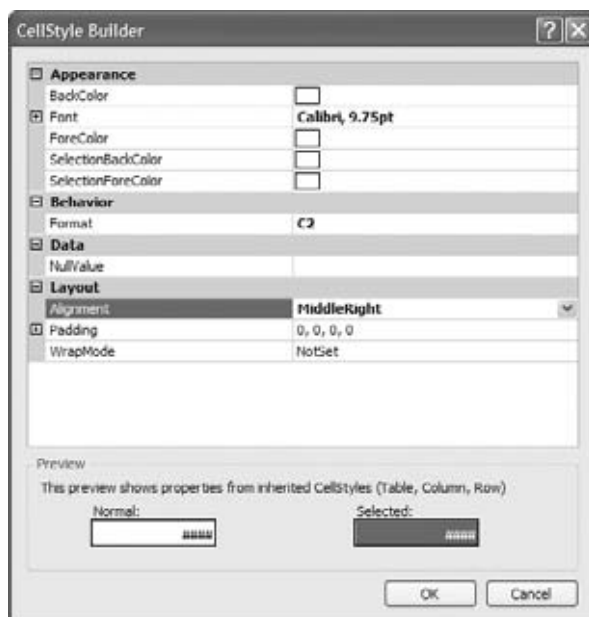 CellStyle Builder
Appearance
BackColor
Font Calibri, 9.75pt
ForeColor
SelectionBackColor
SelectionForeColor
Behavior
Format C2
Data
NullValue
Layout
Alignment MiddleRight
Padding 0, 0, 0, 0
WrapMode NotSet
Preview
This preview shows properties from inherited CellStyles (Table, Column, Row)
Normal: Selected:
#### ####
OK Cancel